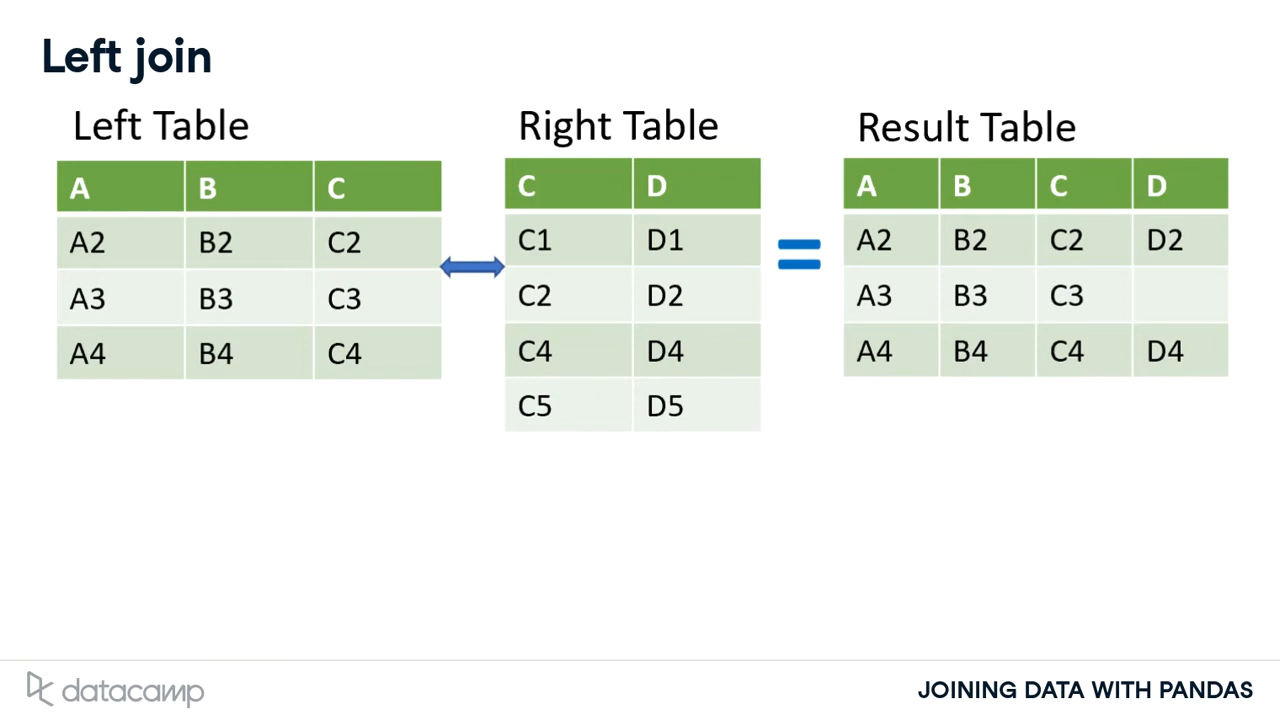 Left join
Left Table
A B C
A2 B2 C2
A3 B3 C3
A4 B4 C4
Right Table
C D
C1 D1
C2 D2
C4 D4
C5 D5
=
Result Table
A B C D
A2 B2 C2 D2
A3 B3 C3
A4 B4 C4 D4
datacamp
JOINING DATA WITH PANDAS